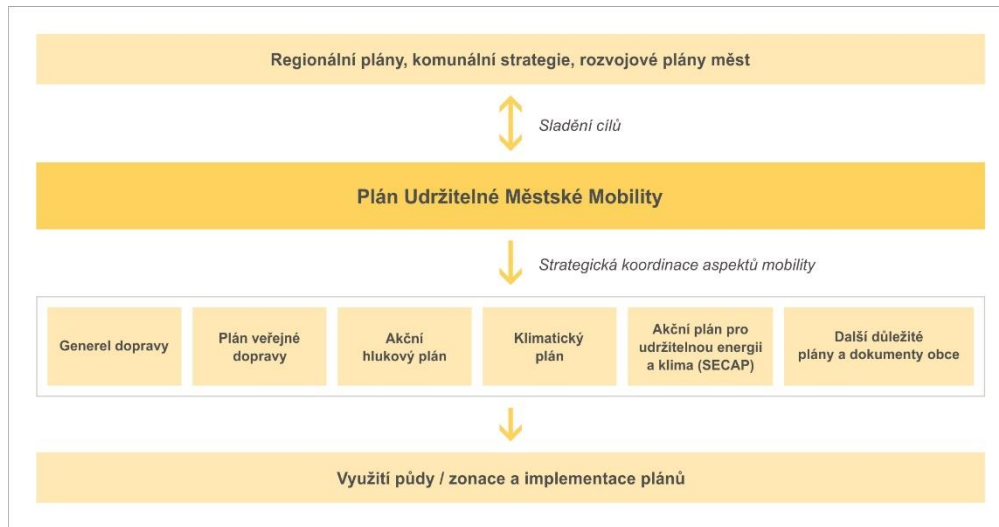 Regionální plány, komunální strategie, rozvojové plány měst
Sladění cílů
Plán Udržitelné Městské Mobility
Strategická koordinace aspektů mobility
Generel dopravy
Plán veřejné
dopravy
Akční
hlukový plán
Klimatický
plán
Akční plán pro
udržitelnou energii
a klima (SECAP)
Další důležité
plány a dokumenty obce
Využití půdy / zonace a implementace plánů